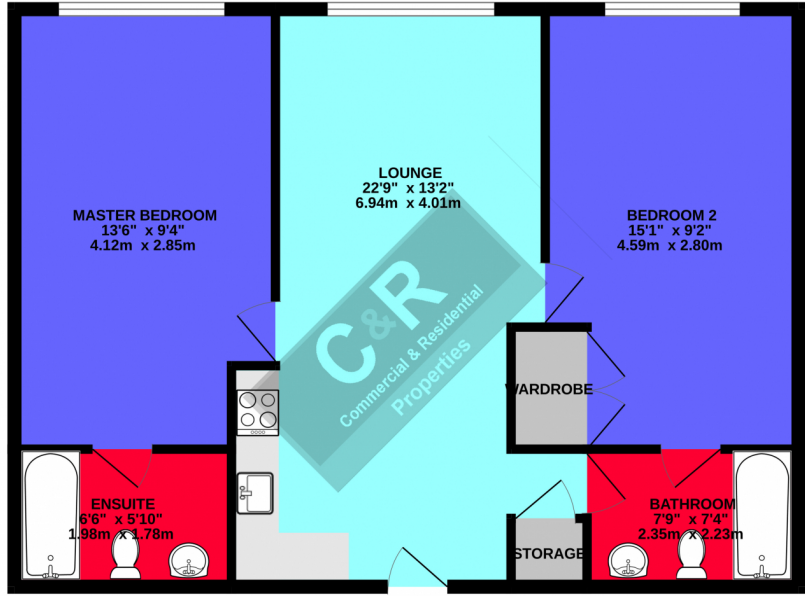 LOUNGE
22'9" x 13'2"
6.94m x 4.01m
MASTER BEDROOM
13'6" x 9'4"
4.12m x 2.85m
BEDROOM 2
15'1" x 9'2"
4.59m x 2.80m
C&R
Commercial & Residential
Properties
WARDROBE
ENSUITE
6'6" x 5'10"
1.98m x 1.78m
BATHROOM
7'9" x 7'4"
2.35m x 2.23m
STORAGE